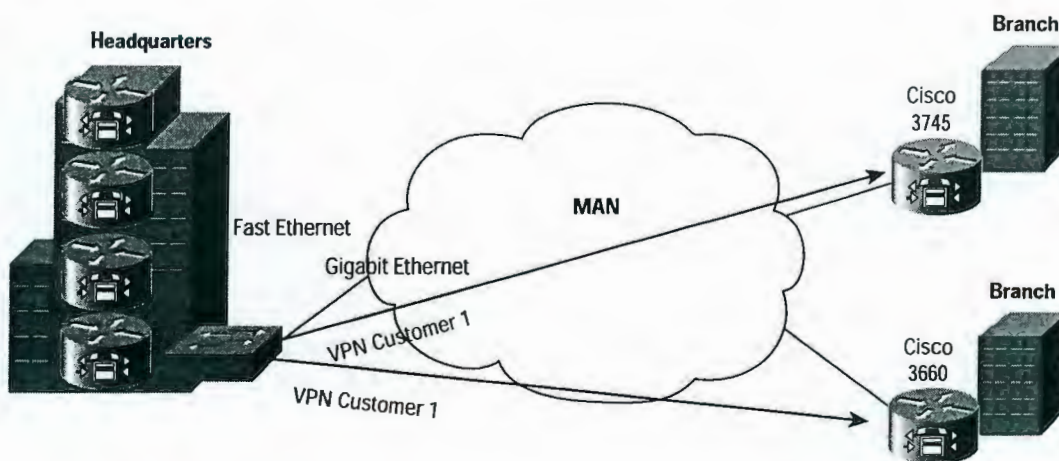 Headquarters
Branch
Cisco
3745
MAN
Fast Ethernet
Gigabit Ethernet
VPN Customer 1
VPN Customer 1
Branch
Cisco
3660